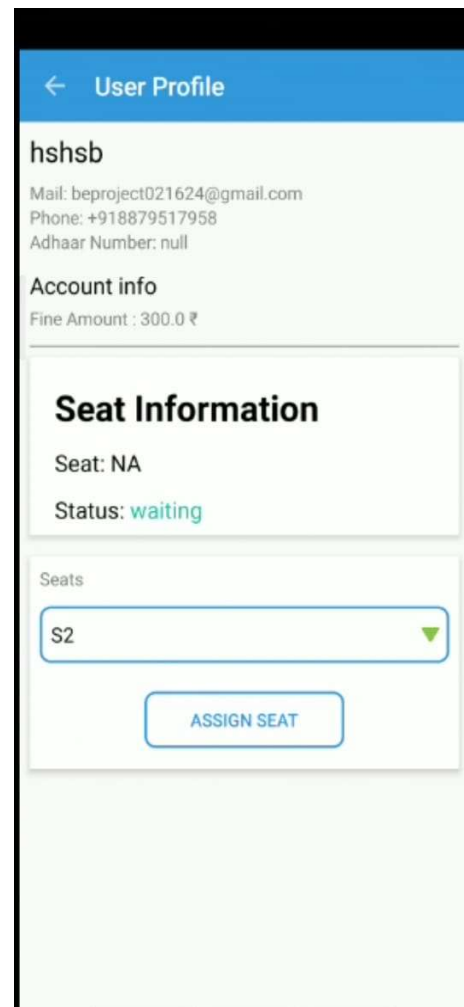 User Profile
hshsb
Mail: beproject021624@gmail.com
Phone: +918879517958
Adhaar Number: null
Account info
Fine Amount : 300.0 ₹
Seat Information
Seat: NA
Status: waiting
Seats
S2
ASSIGN SEAT